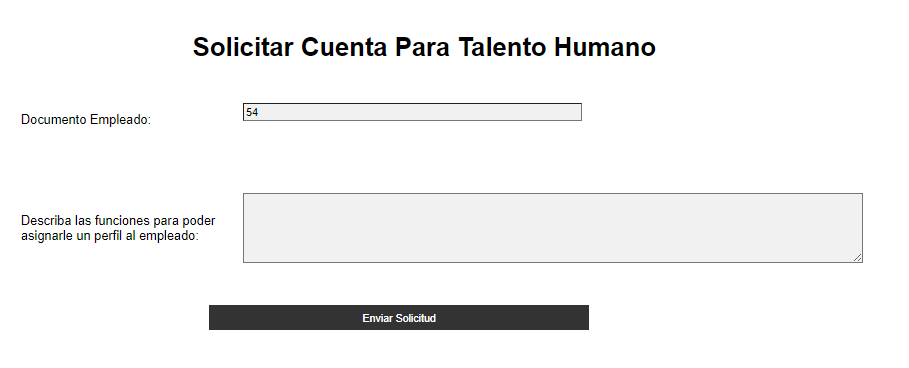 Solicitar Cuenta Para Talento Humano
Documento Empleado:
54
Describa las funciones para poder
asignarle un perfil al empleado:
Enviar Solicitud